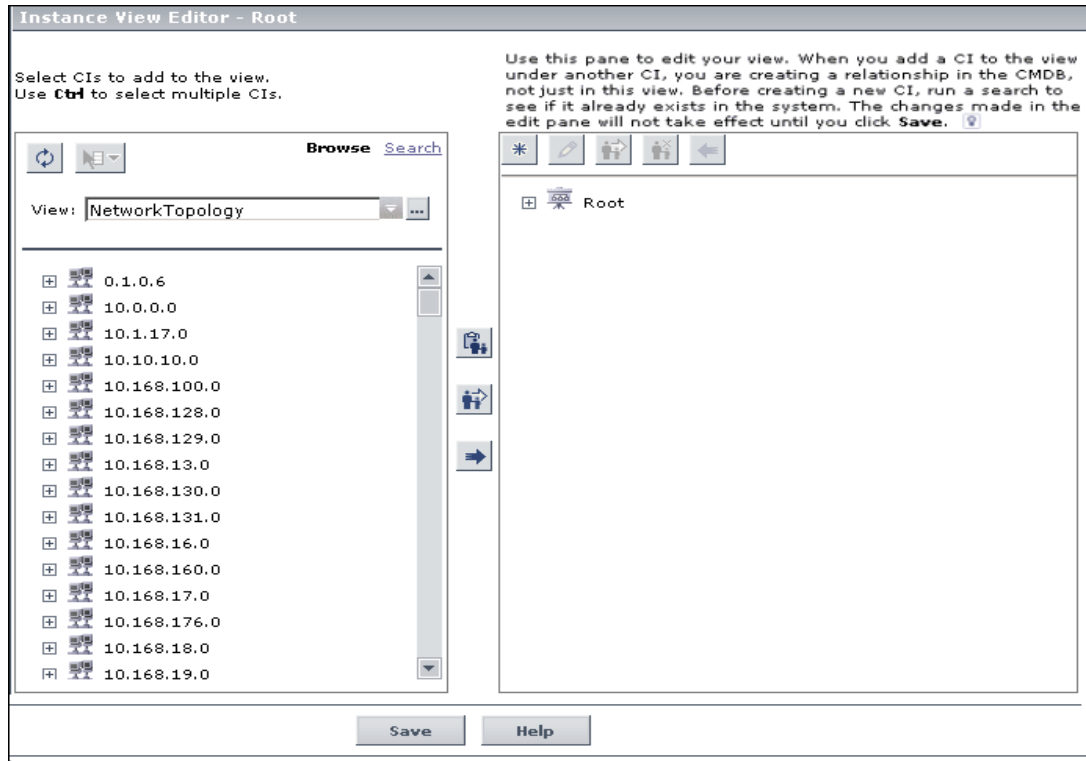 Instance View Editor - Root
Select CIs to add to the view.
Use Ctrl to select multiple CIs.
Use this pane to edit your view. When you add a CI to the view
under another CI, you are creating a relationship in the CMDB,
not just in this view. Before creating a new CI, run a search to
see if it already exists in the system. The changes made in the
edit pane will not take effect until you click Save.
Browse Search
View: NetworkTopology ...
0.1.0.6
10.0.0.0
10.1.17.0
10.10.10.0
10.168.100.0
10.168.128.0
10.168.129.0
10.168.13.0
10.168.130.0
10.168.131.0
10.168.16.0
10.168.160.0
10.168.17.0
10.168.176.0
10.168.18.0
10.168.19.0
Root
Save Help